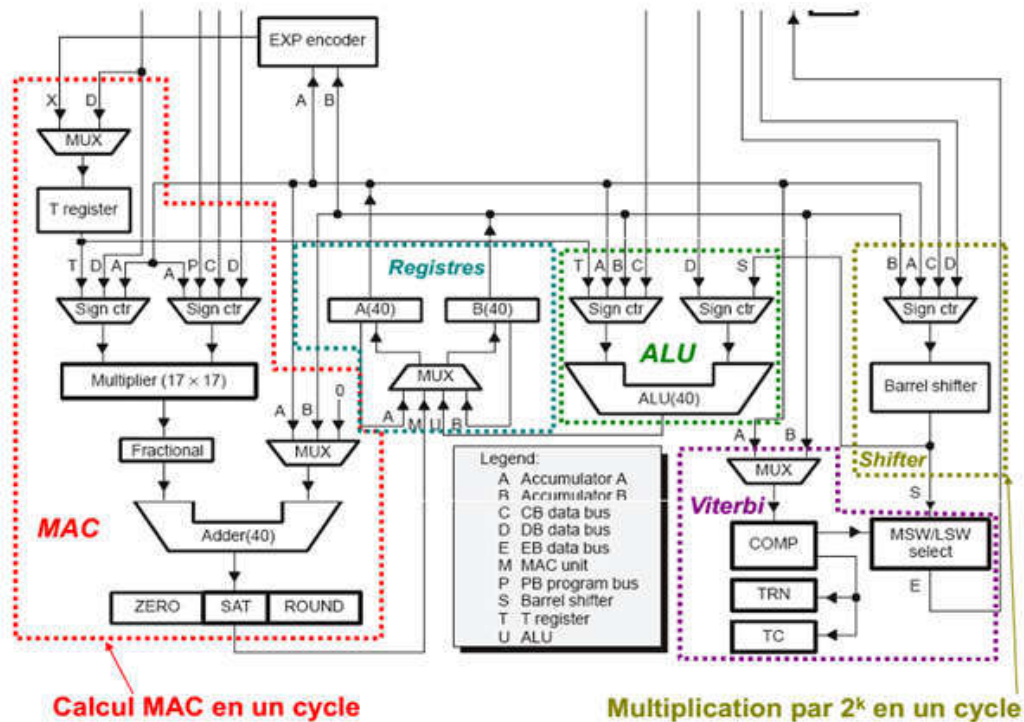 EXP encoder
X D
A B
MUX
T register
T D A A P C D
Sign ctr Sign ctr
Multiplier (17 × 17)
Fractional
A B 0
MUX
MAC
Adder(40)
ZERO SAT ROUND
Registres
A(40) B(40)
MUX
A M U B
T A B C D S
Sign ctr Sign ctr
ALU
ALU(40)
B A C D
Sign ctr
Barrel shifter
Shifter
S
A B
MUX
Viterbi
COMP
MSW/LSW
select
TRN
E
TC
Legend:
A Accumulator A
B Accumulator B
C CB data bus
D DB data bus
E EB data bus
M MAC unit
P PB program bus
S Barrel shifter
T T register
U ALU
Calcul MAC en un cycle
Multiplication par 2ᵏ en un cycle